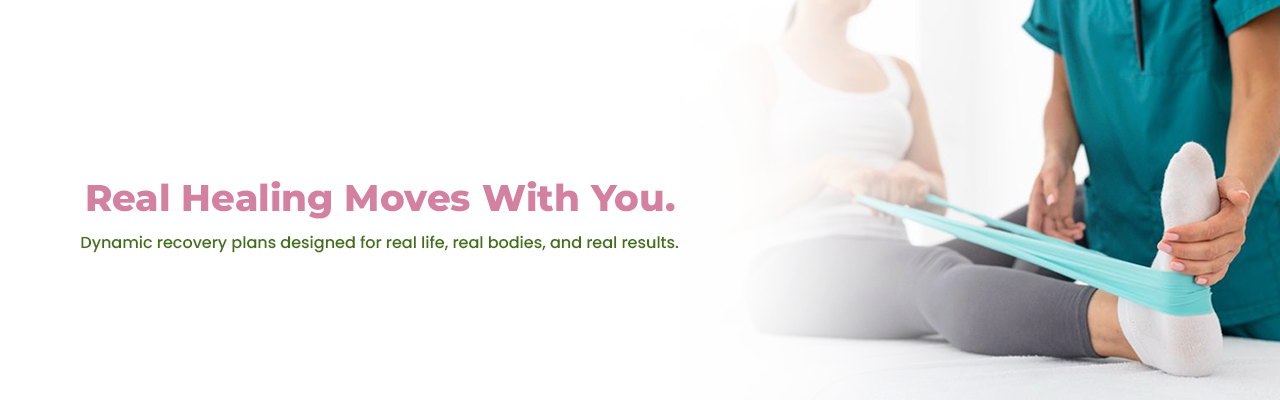 Real Healing Moves With You.
Dynamic recovery plans designed for real life, real bodies, and real results.